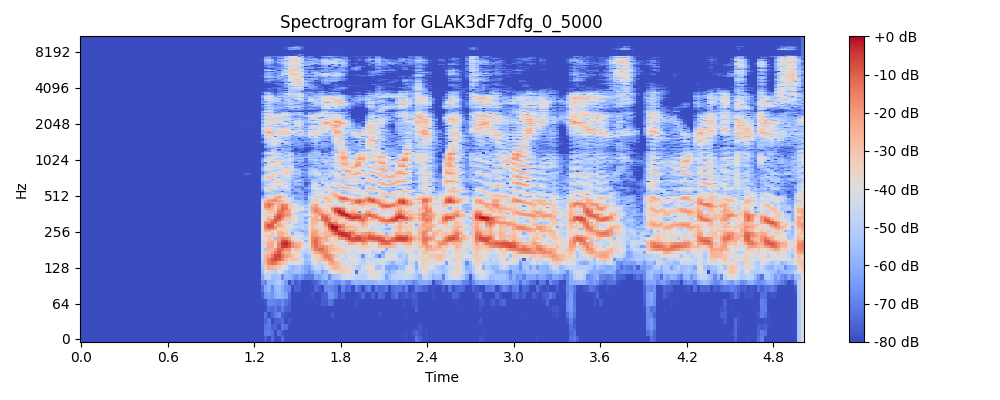 Spectrogram for GLAK3dF7dfg_0_5000
Hz
8192
4096
2048
1024
512
256
128
64
0
0.0 0.6 1.2 1.8 2.4 3.0 3.6 4.2 4.8
Time
+0 dB
-10 dB
-20 dB
-30 dB
-40 dB
-50 dB
-60 dB
-70 dB
-80 dB